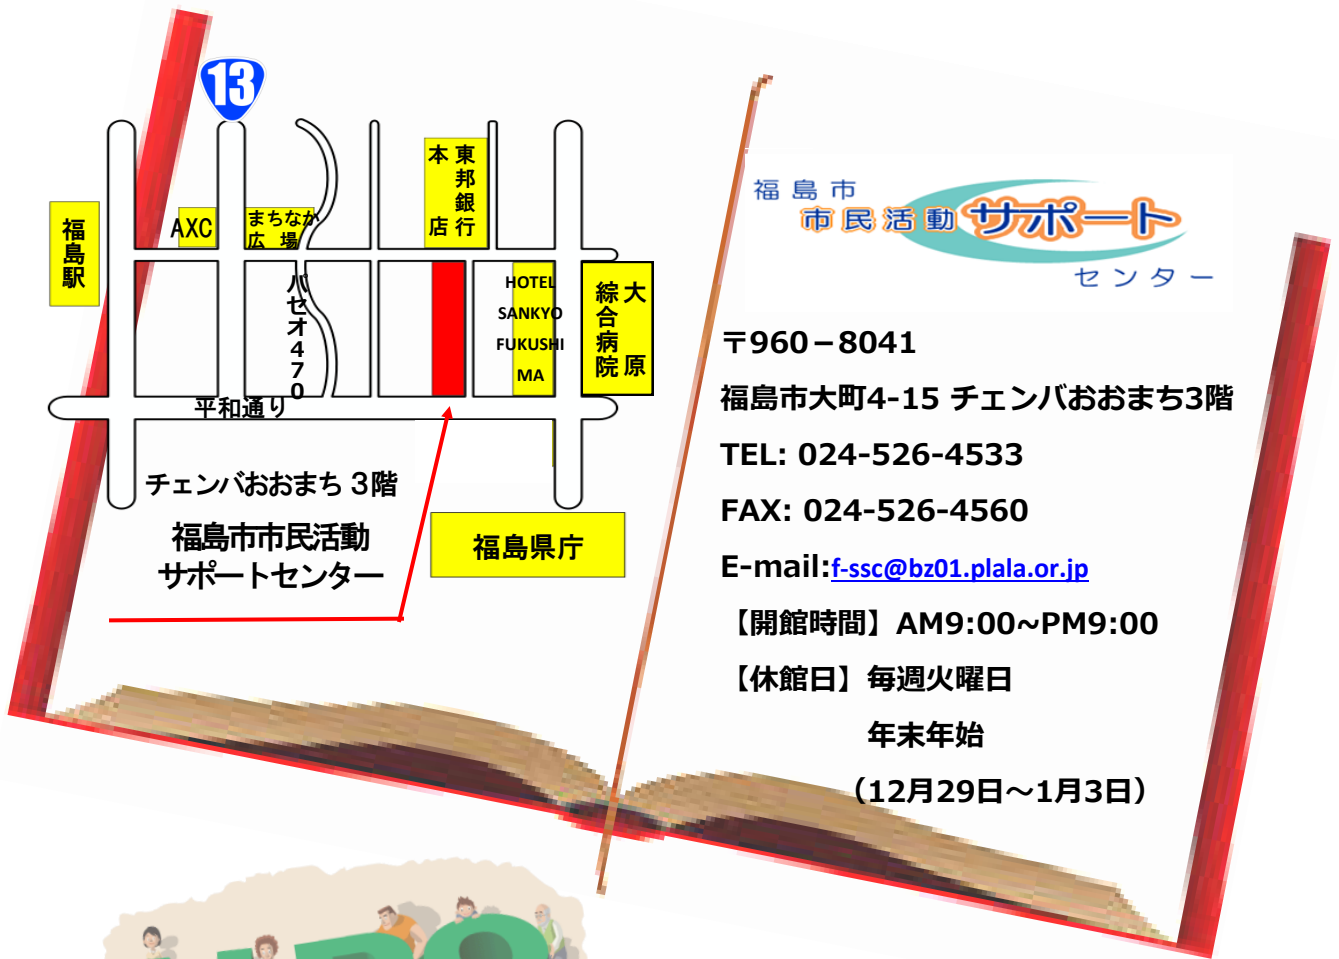 13
東邦銀行
本店
福島駅
AXC
まちなか
広場
パセオ470
HOTEL
SANKYO
FUKUSHI
MA
大原
綜合病院
平和通り
チェンバおおまち 3階
福島市市民活動
サポートセンター
福島県庁
福島市
市民活動サポート
センター
〒960-8041
福島市大町4-15 チェンバおおまち3階
TEL: 024-526-4533
FAX: 024-526-4560
E-mail:f-ssc@bz01.plala.or.jp
【開館時間】AM9:00~PM9:00
【休館日】毎週火曜日
年末年始
（12月29日～1月3日）